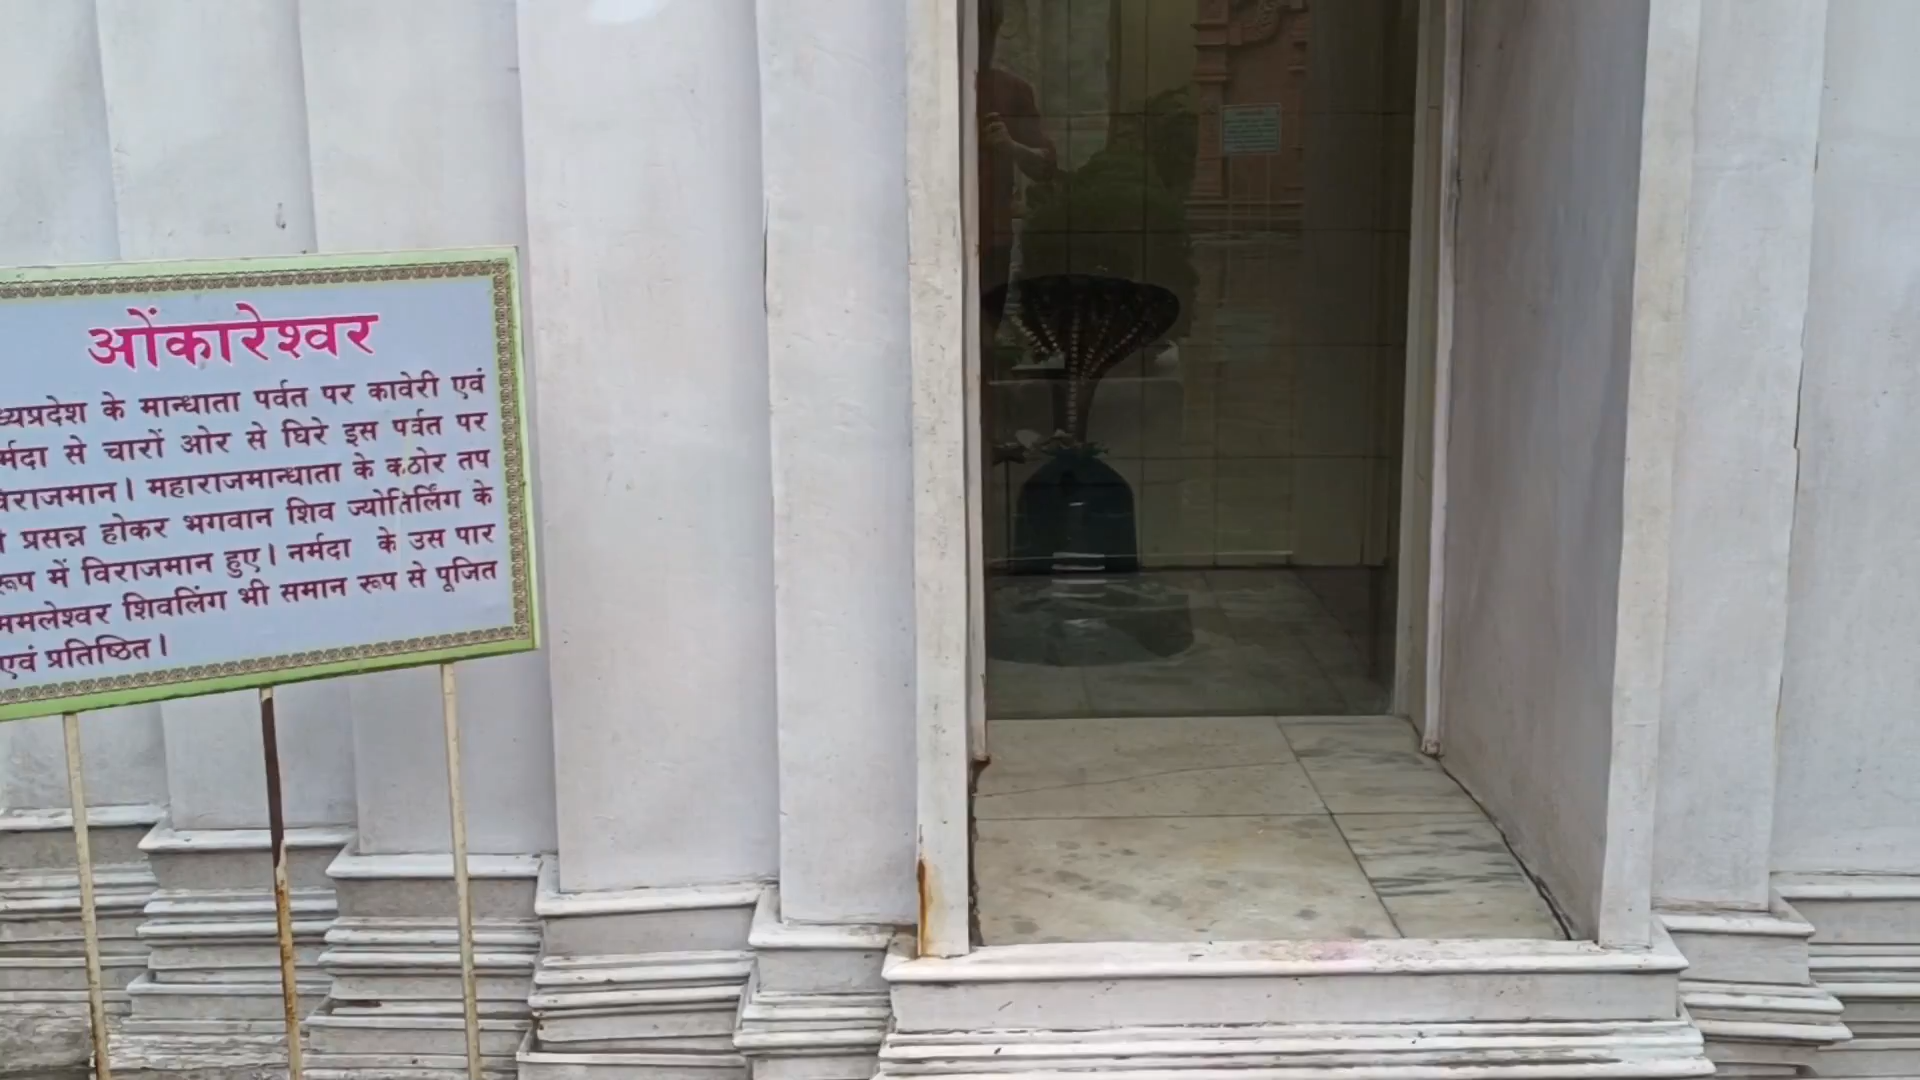 ओंकारेश्वर
ध्यप्रदेश के मान्धाता पर्वत पर कावेरी एवं
र्मदा से चारों ओर से घिरे इस पर्वत पर
विराजमान। महाराजमान्धाता के कठोर तप
प्रसन्न होकर भगवान शिव ज्योतिर्लिंग के
रूप में विराजमान हुए। नर्मदा के उस पार
ममलेश्वर शिवलिंग भी समान रूप से पूजित
एवं प्रतिष्ठित।